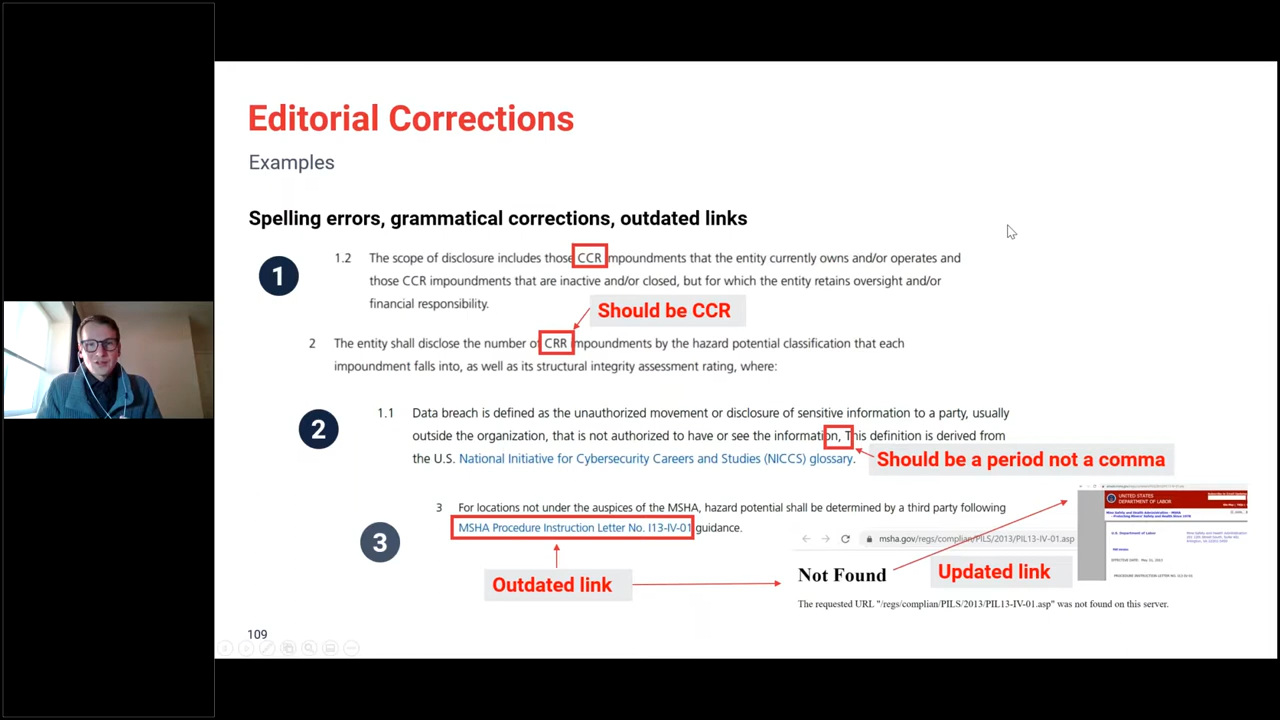 Editorial Corrections
Examples
Spelling errors, grammatical corrections, outdated links
1
1.2 The scope of disclosure includes those CCR impoundments that the entity currently owns and/or operates and
those CCR impoundments that are inactive and/or closed, but for which the entity retains oversight and/or
financial responsibility.
Should be CCR
2 The entity shall disclose the number of CRR impoundments by the hazard potential classification that each
impoundment falls into, as well as its structural integrity assessment rating, where:
2
1.1 Data breach is defined as the unauthorized movement or disclosure of sensitive information to a party, usually
outside the organization, that is not authorized to have or see the information, This definition is derived from
the U.S. National Initiative for Cybersecurity Careers and Studies (NICCS) glossary.
Should be a period not a comma
3
3 For locations not under the auspices of the MSHA, hazard potential shall be determined by a third party following
MSHA Procedure Instruction Letter No. I13-IV-01 guidance.
Outdated link
msha.gov/regs/complian/PILS/2013/PIL13-IV-01.asp
Not Found
The requested URL "/regs/complian/PILS/2013/PIL13-IV-01.asp" was not found on this server.
Updated link
UNITED STATES
DEPARTMENT OF LABOR
109